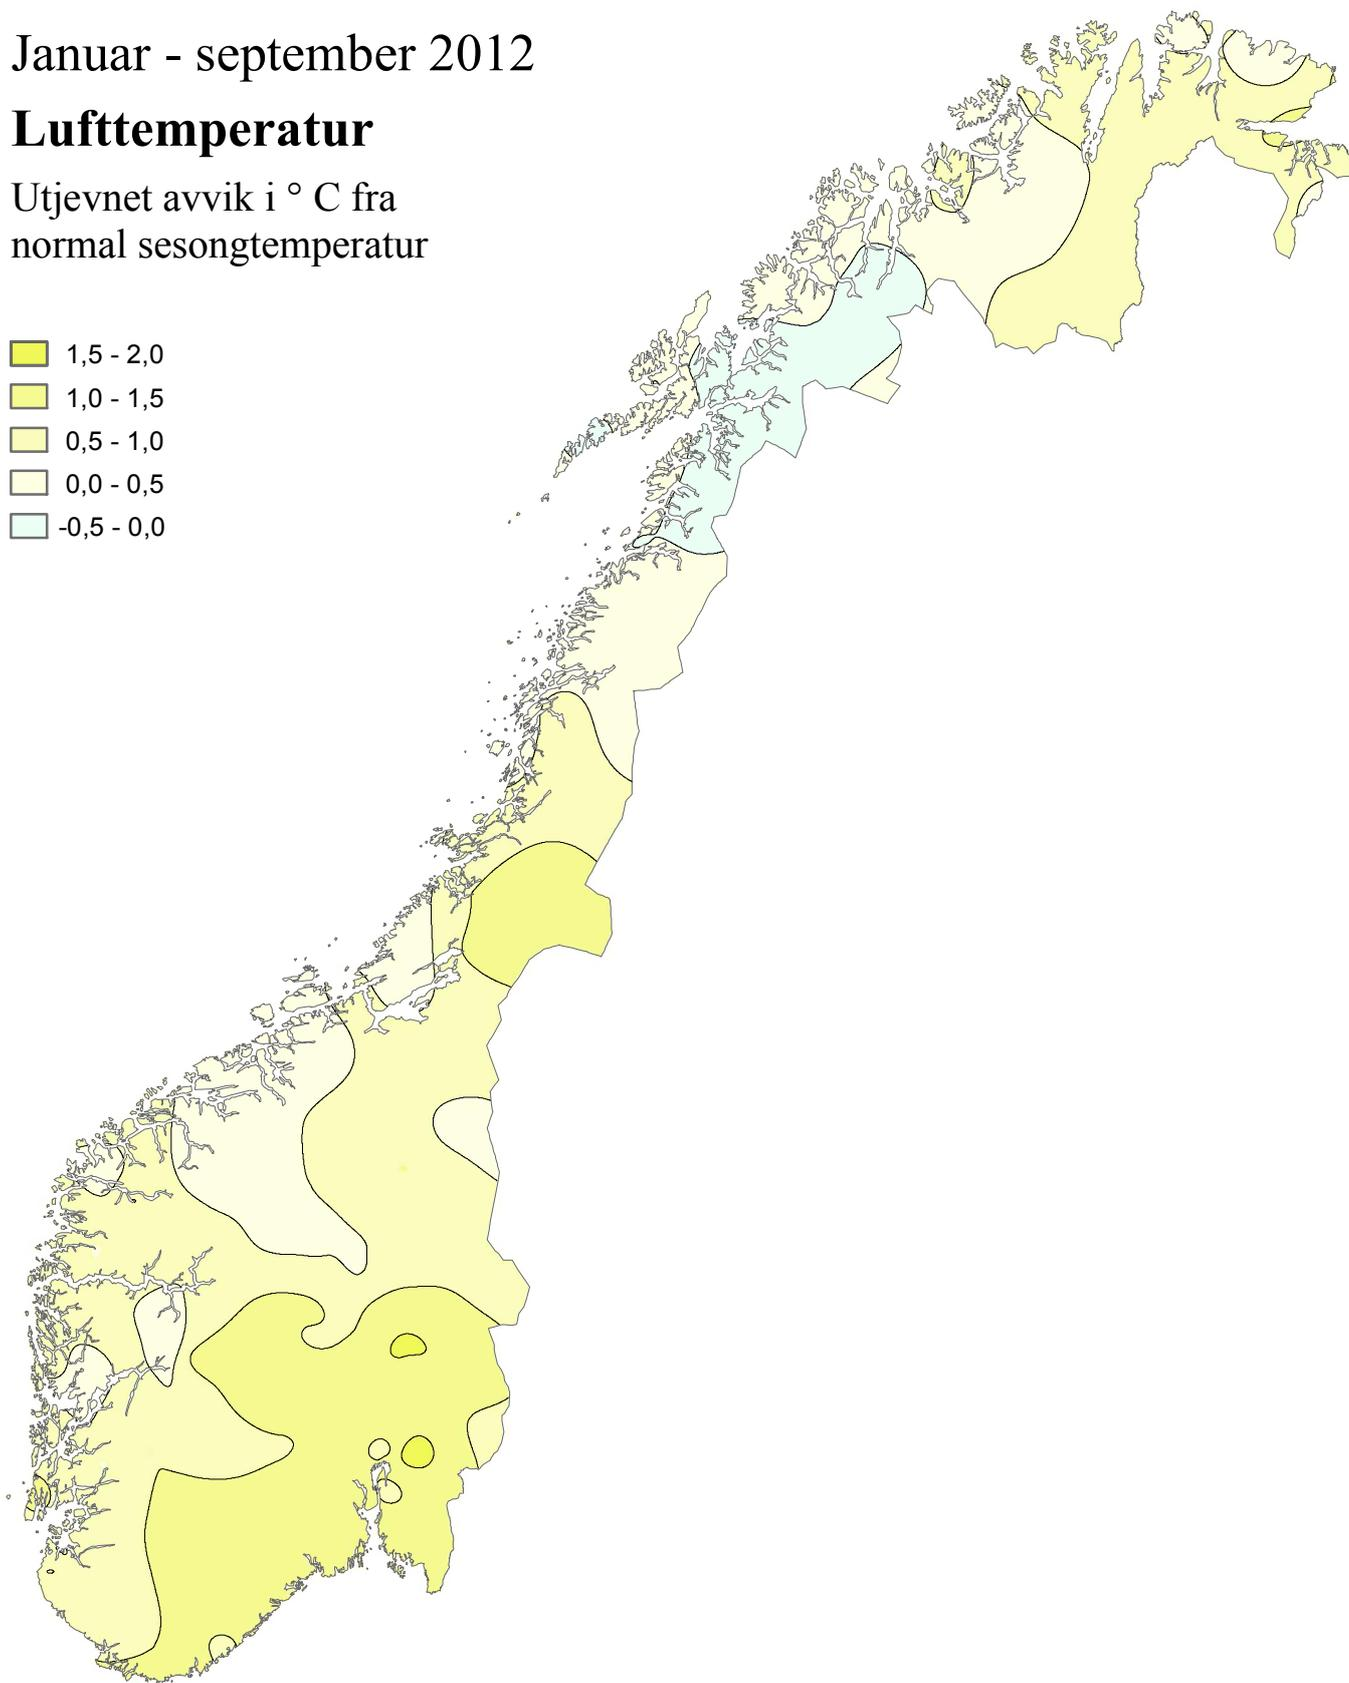 Januar - september 2012
Lufttemperatur
Utjevnet avvik i ° C fra
normal sesongtemperatur
1,5 - 2,0
1,0 - 1,5
0,5 - 1,0
0,0 - 0,5
-0,5 - 0,0